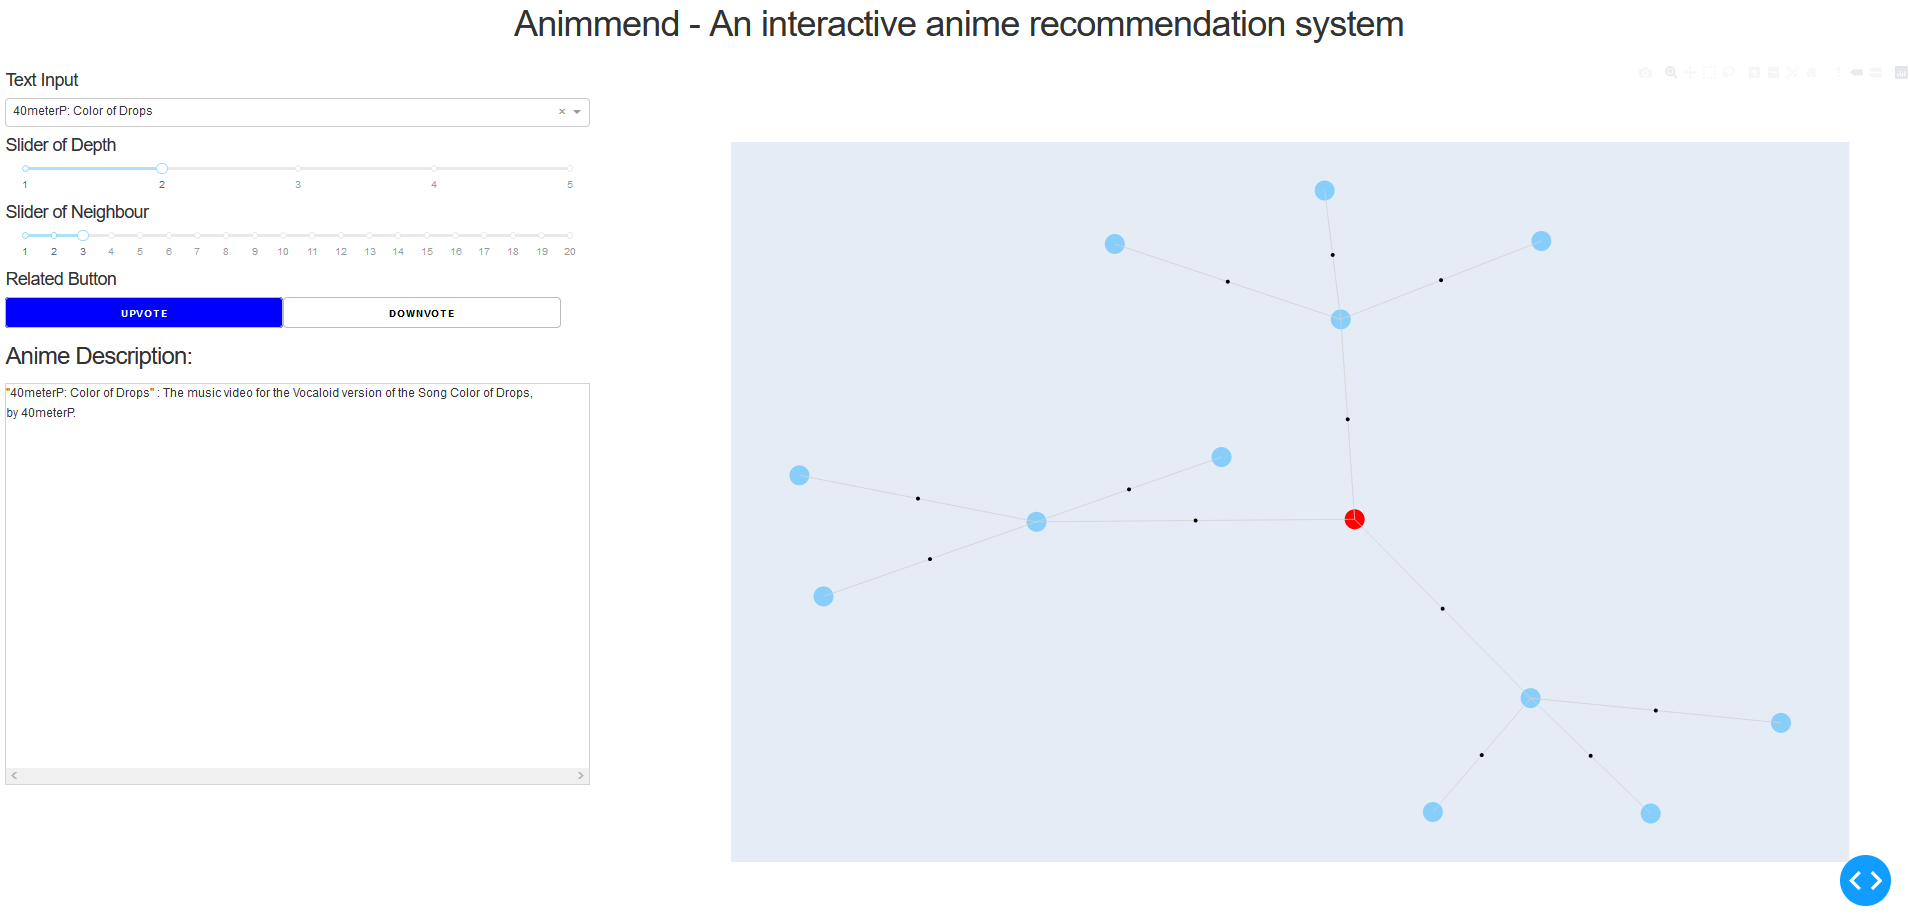 Animmend - An interactive anime recommendation system
Text Input
40meterP: Color of Drops
Slider of Depth
1 2 3 4 5
Slider of Neighbour
1 2 3 4 5 6 7 8 9 10 11 12 13 14 15 16 17 18 19 20
Related Button
UPVOTE DOWNVOTE
Anime Description:
"40meterP: Color of Drops" : The music video for the Vocaloid version of the Song Color of Drops,
by 40meterP.